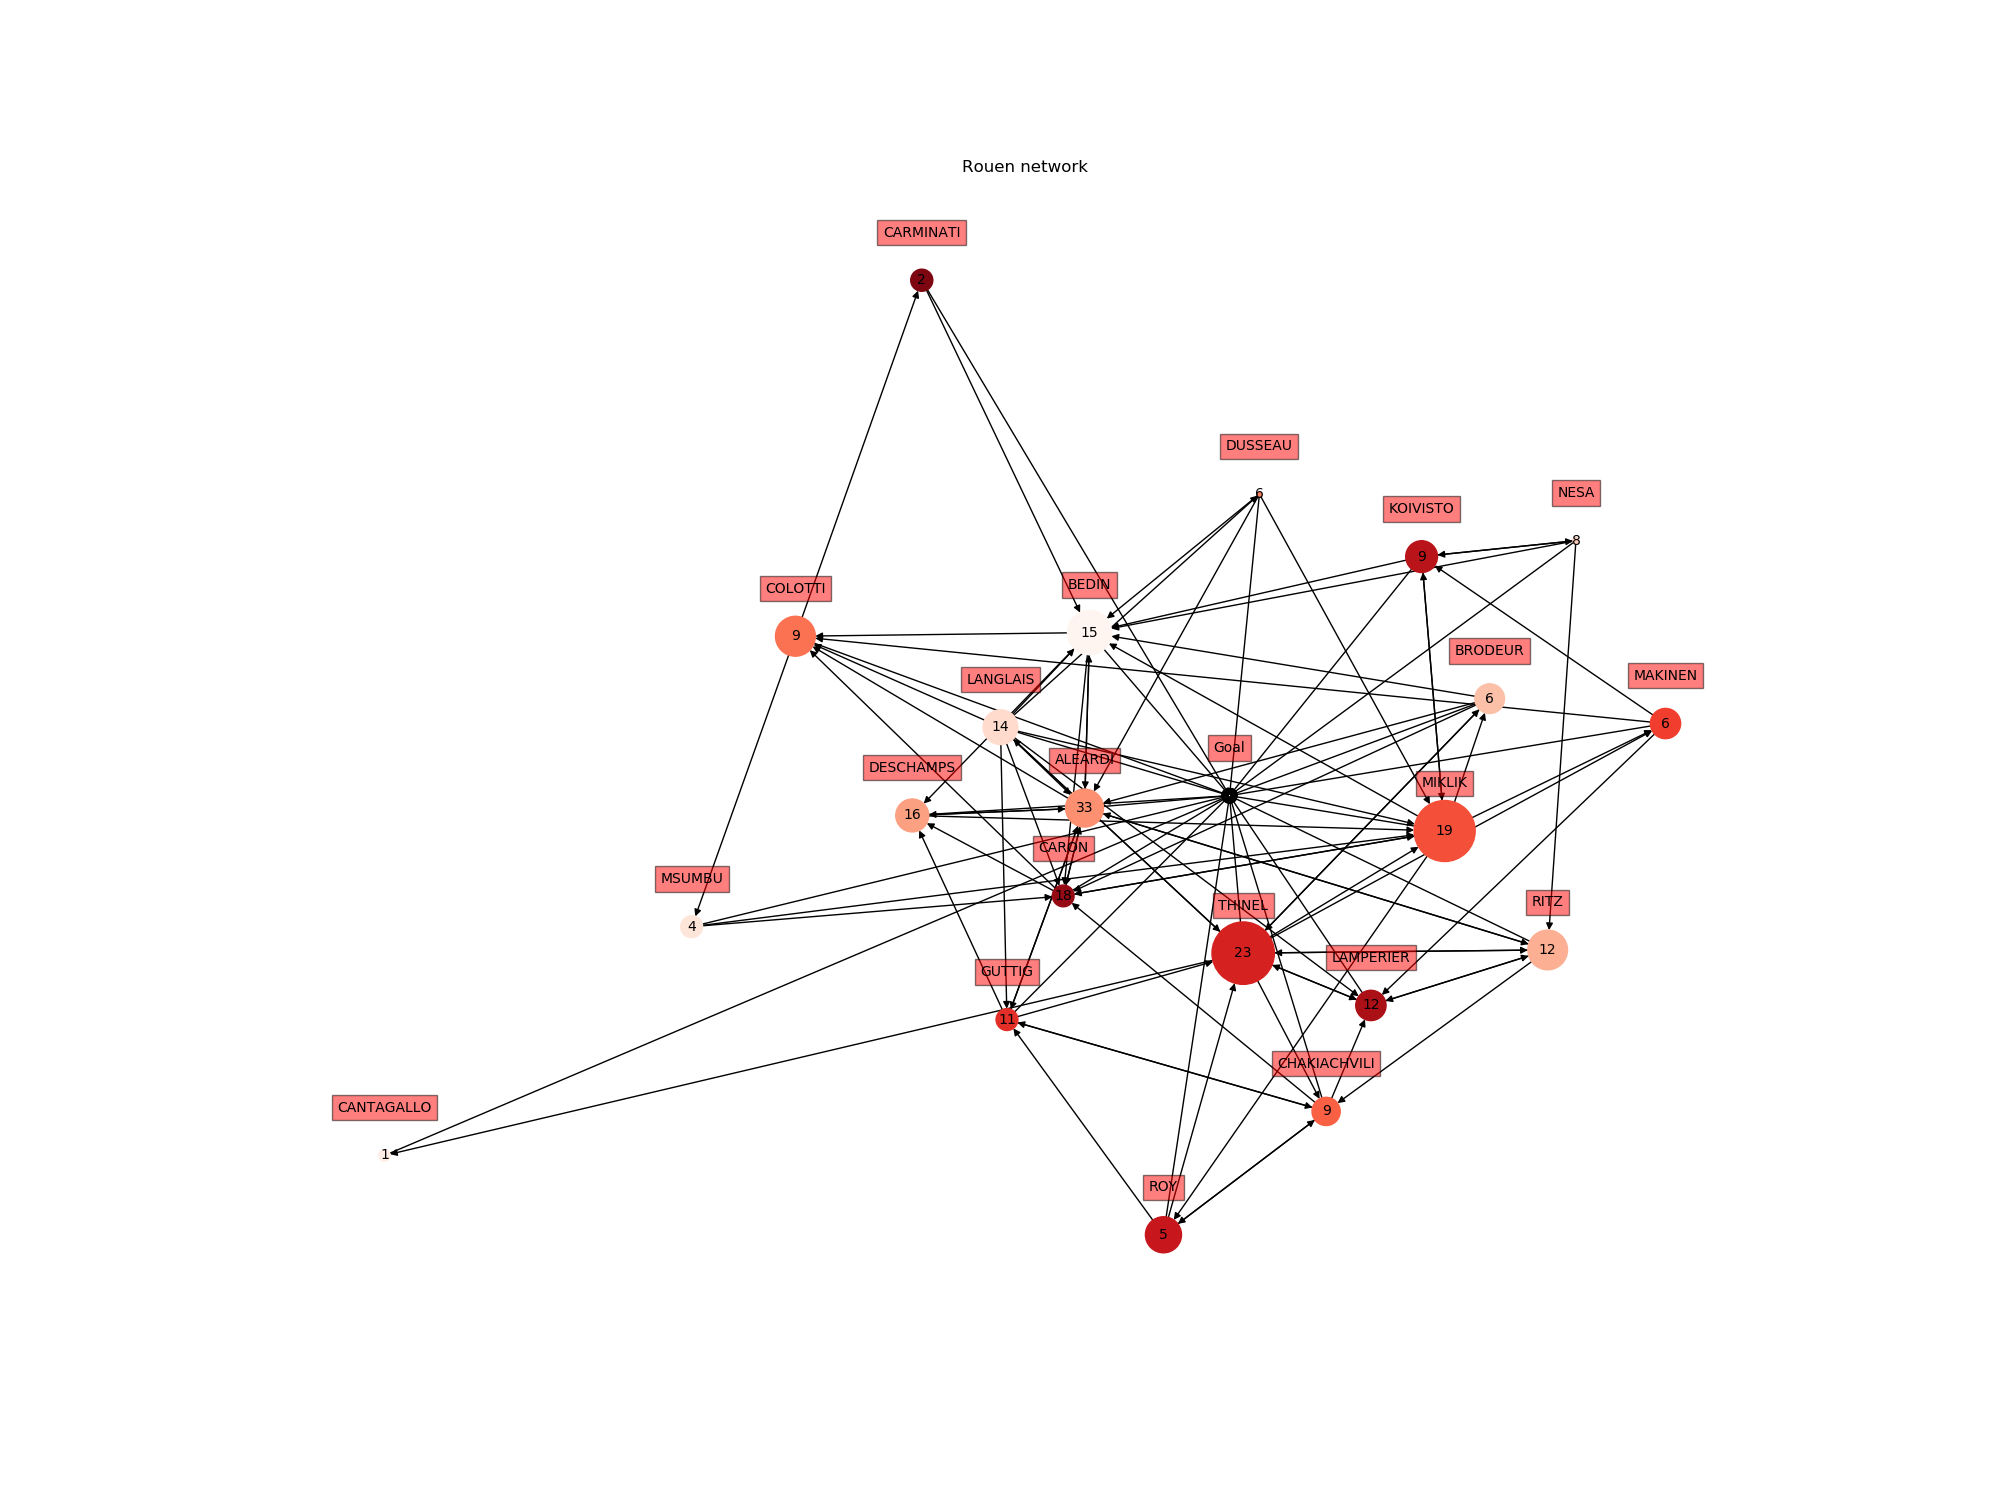 Rouen network
CARMINATI
2
DUSSEAU
6
NESA
8
KOIVISTO
9
COLOTTI
9
BEDIN
15
BRODEUR
6
MAKINEN
6
LANGLAIS
14
Goal
ALEARDI
33
DESCHAMPS
16
MIKLIK
19
CARON
18
MSUMBU
4
THINEL
23
RITZ
12
LAMPERIER
12
GUTTIG
11
CHAKIACHVILI
9
CANTAGALLO
1
ROY
5